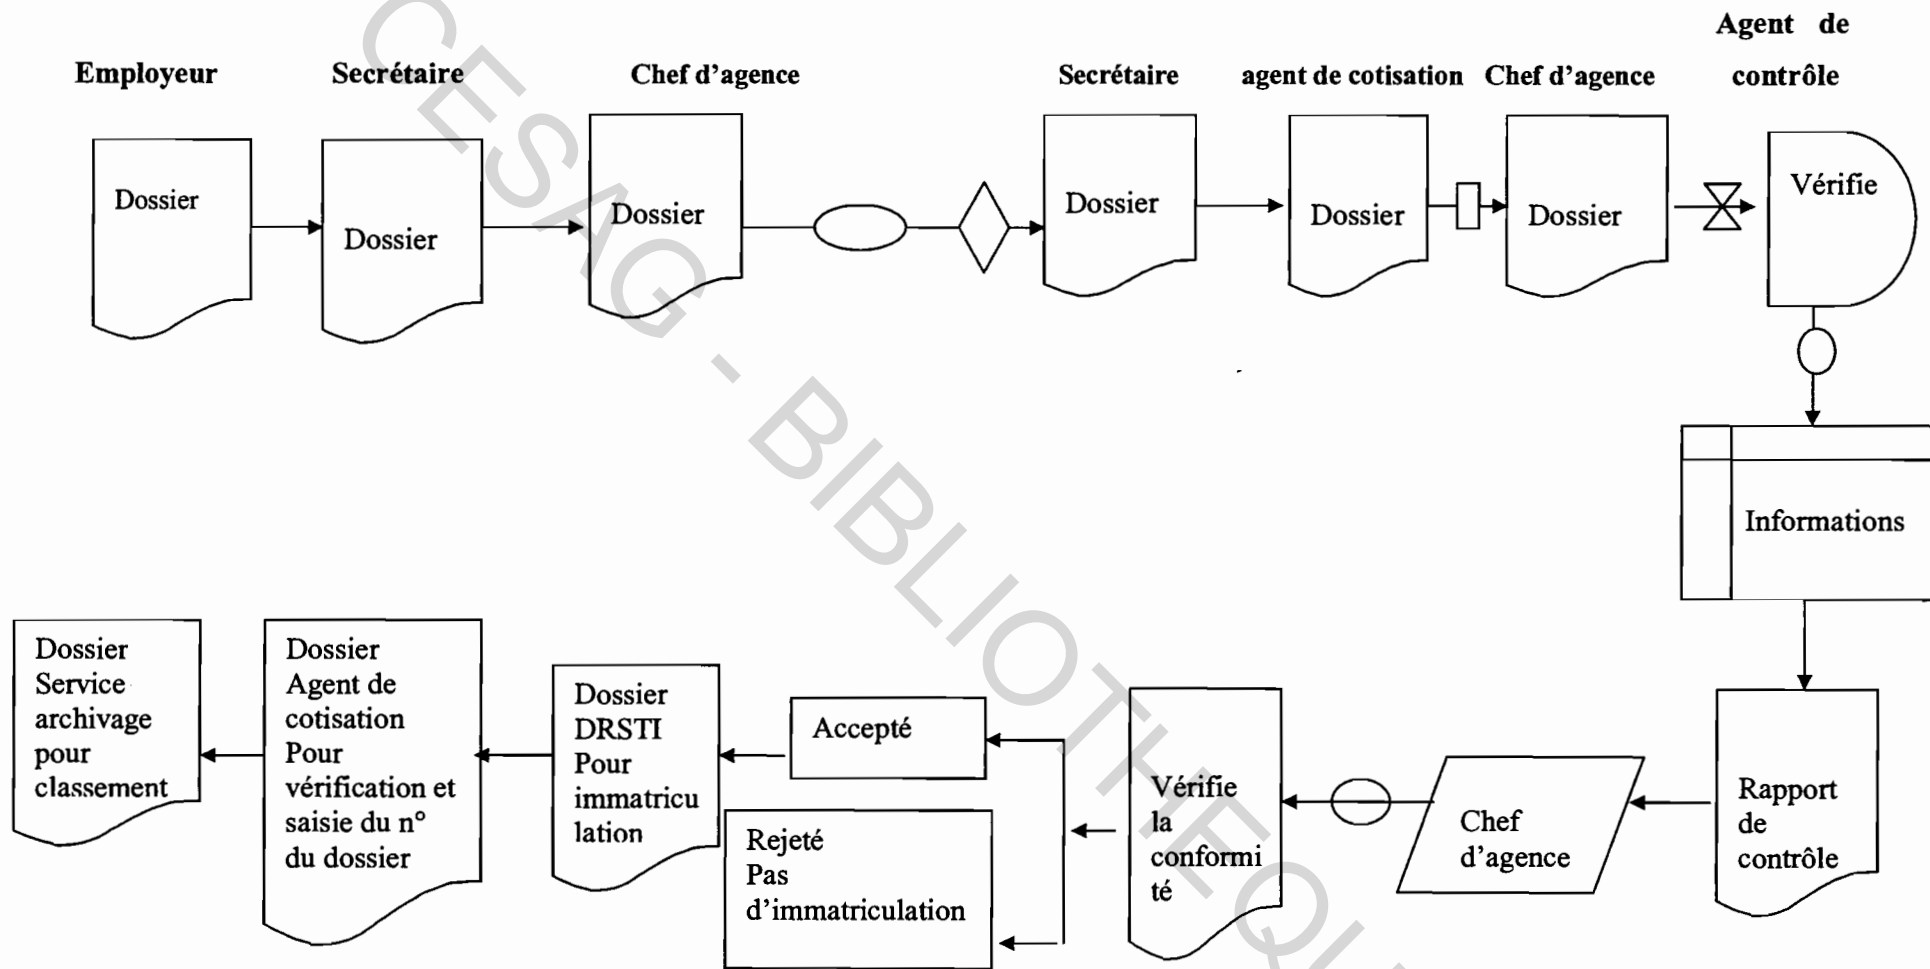 Agent de
contrôle
Employeur
Secrétaire
Chef d'agence
Secrétaire
agent de cotisation
Chef d'agence
Dossier
Dossier
Dossier
Dossier
Dossier
Dossier
Vérifie
Informations
Rapport
de
contrôle
Chef
d'agence
Vérifie
la
conformi
té
Accepté
Rejeté
Pas
d'immatriculation
Dossier
DRSTI
Pour
immatricu
lation
Dossier
Agent de
cotisation
Pour
vérification et
saisie du n°
du dossier
Dossier
Service
archivage
pour
classement
CESAG - BIBLIOTHEQU